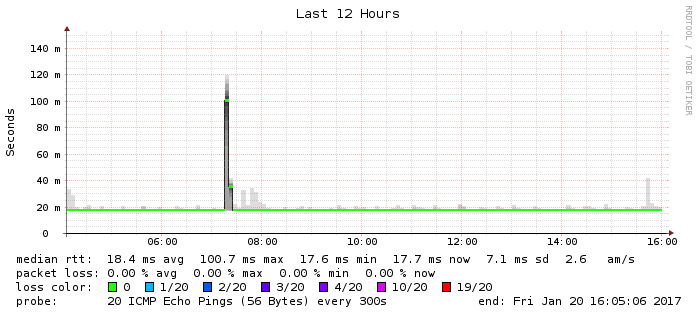 Last 12 Hours
RRDTOOL / TOBI OETIKER
Seconds
140 m
120 m
100 m
80 m
60 m
40 m
20 m
0
06:00 08:00 10:00 12:00 14:00 16:00
median rtt: 18.4 ms avg 100.7 ms max 17.6 ms min 17.7 ms now 7.1 ms sd 2.6 am/s
packet loss: 0.00 % avg 0.00 % max 0.00 % min 0.00 % now
loss color: 0 1/20 2/20 3/20 4/20 10/20 19/20
probe: 20 ICMP Echo Pings (56 Bytes) every 300s end: Fri Jan 20 16:05:06 2017